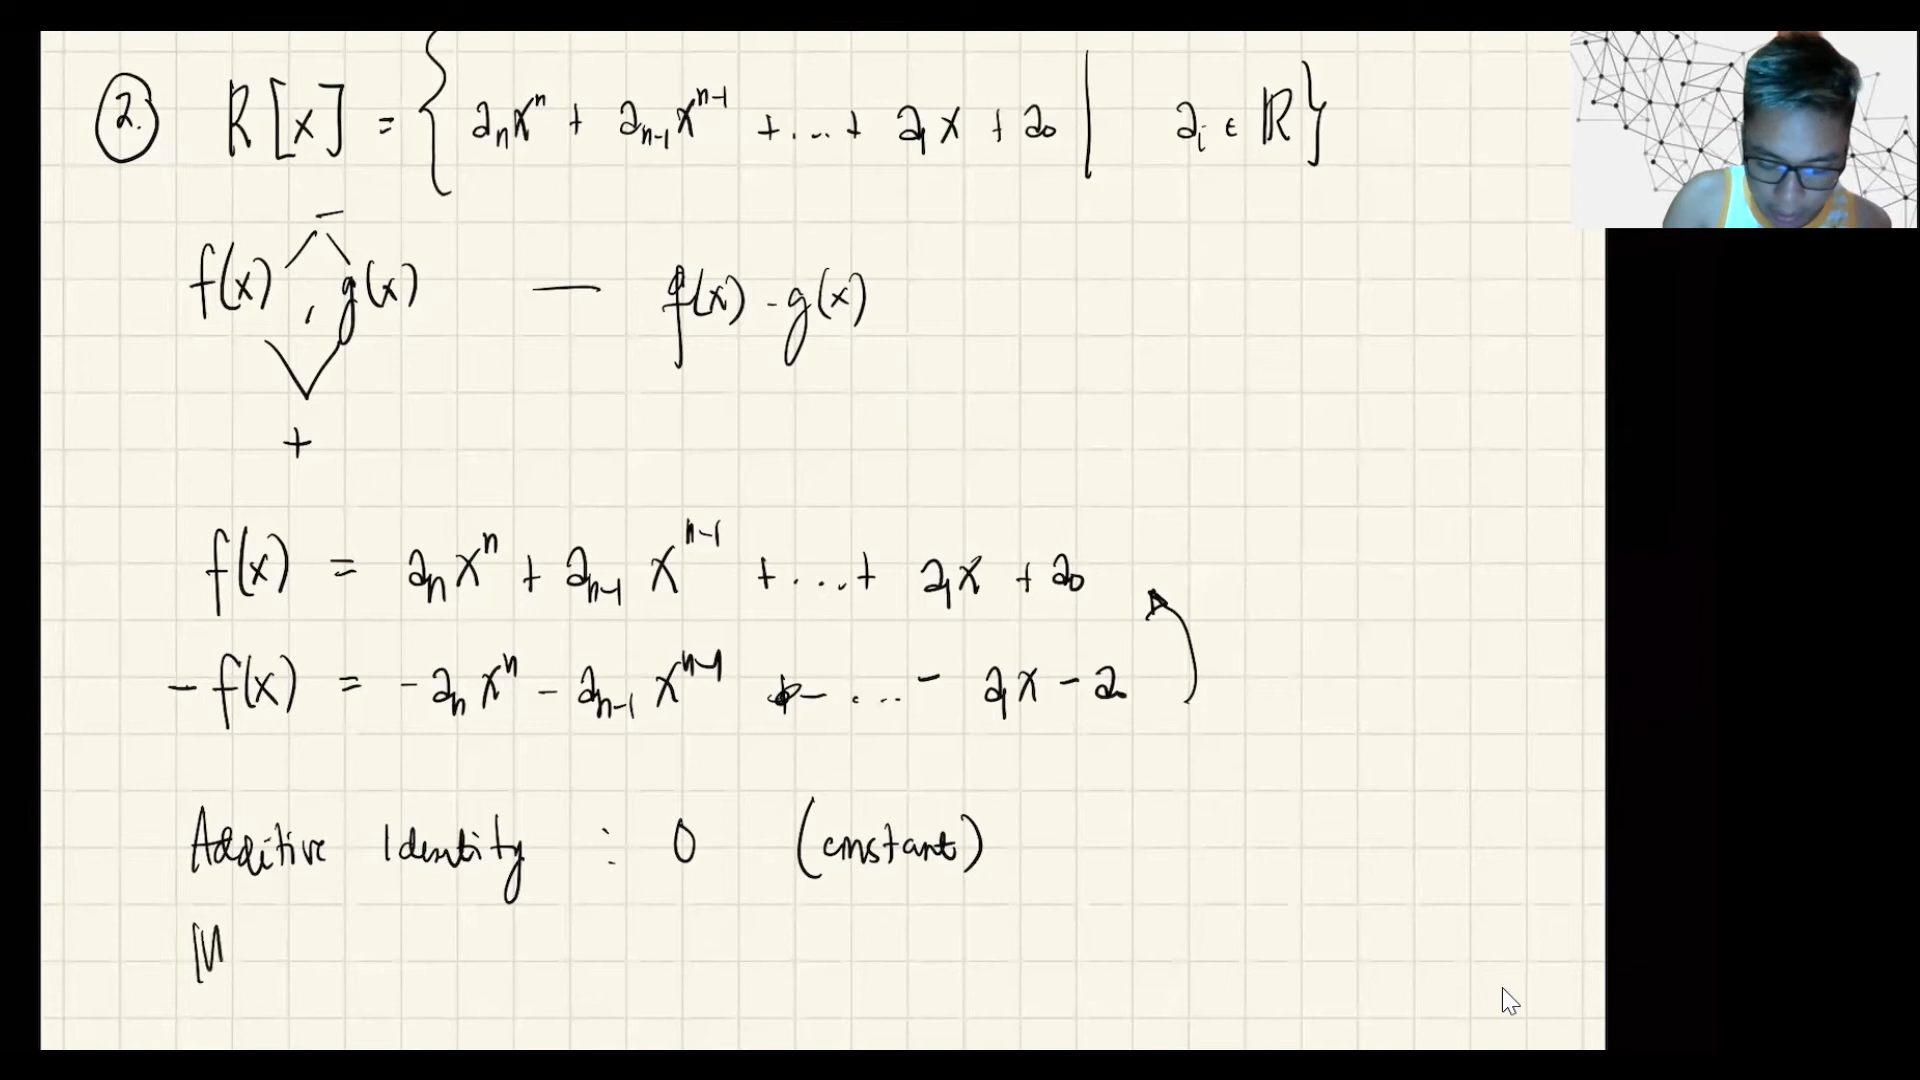 2. R[x] = { aₙxⁿ + aₙ₋₁xⁿ⁻¹ + ... + a₁x + a₀ | aᵢ ∈ ℝ }
−
f(x) , g(x) — f(x) - g(x)
+
f(x) = aₙxⁿ + aₙ₋₁xⁿ⁻¹ + ... + a₁x + a₀
− f(x) = -aₙxⁿ - aₙ₋₁xⁿ⁻¹ - ... - a₁x - a₀
Additive Identity : 0 (constant)
M